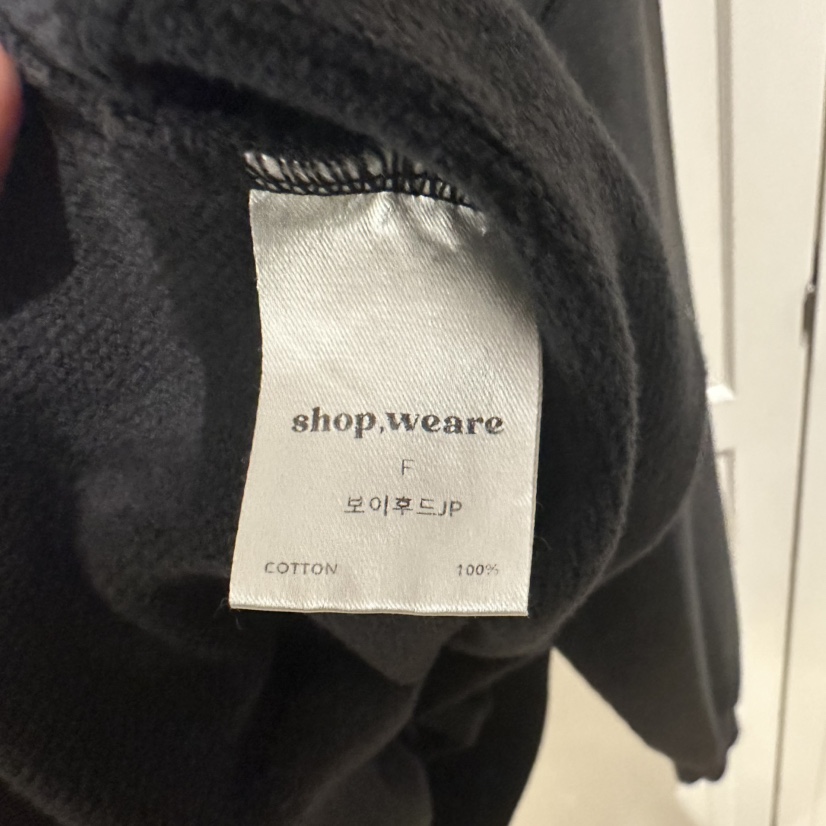 shop,weare
F
보이후드JP
COTTON 100%